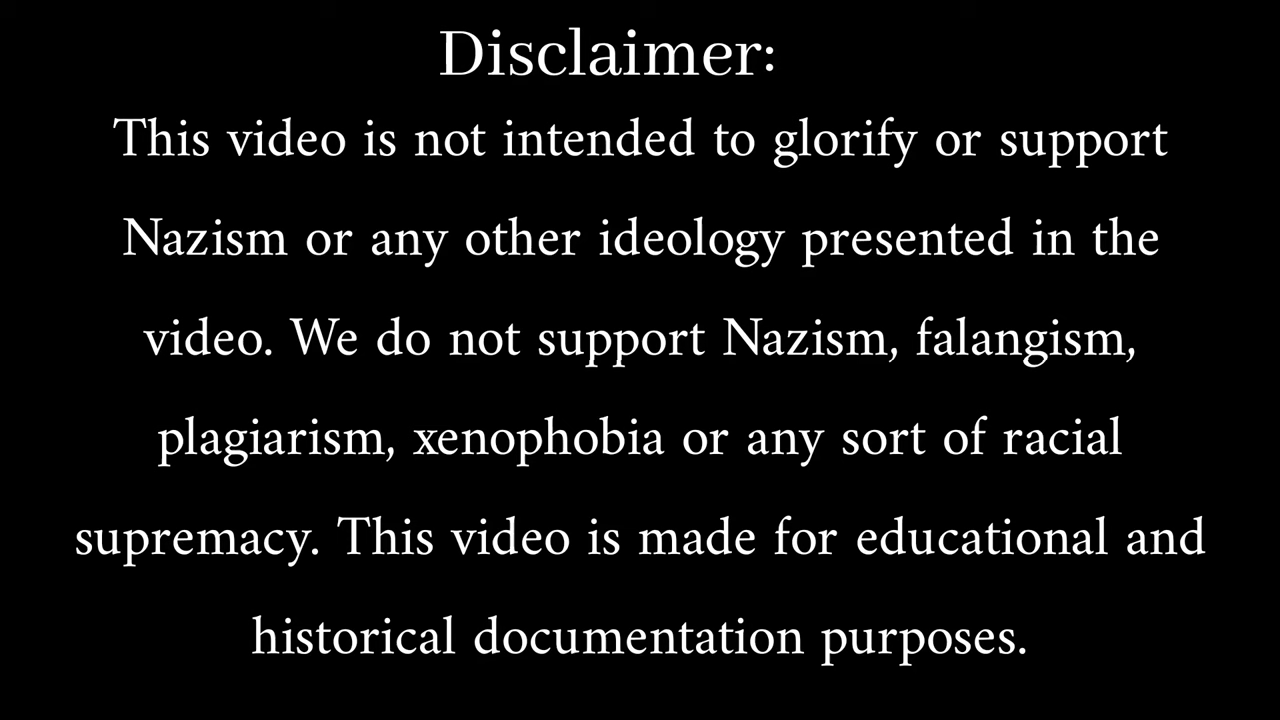 Disclaimer:
This video is not intended to glorify or support
Nazism or any other ideology presented in the
video. We do not support Nazism, falangism,
plagiarism, xenophobia or any sort of racial
supremacy. This video is made for educational and
historical documentation purposes.